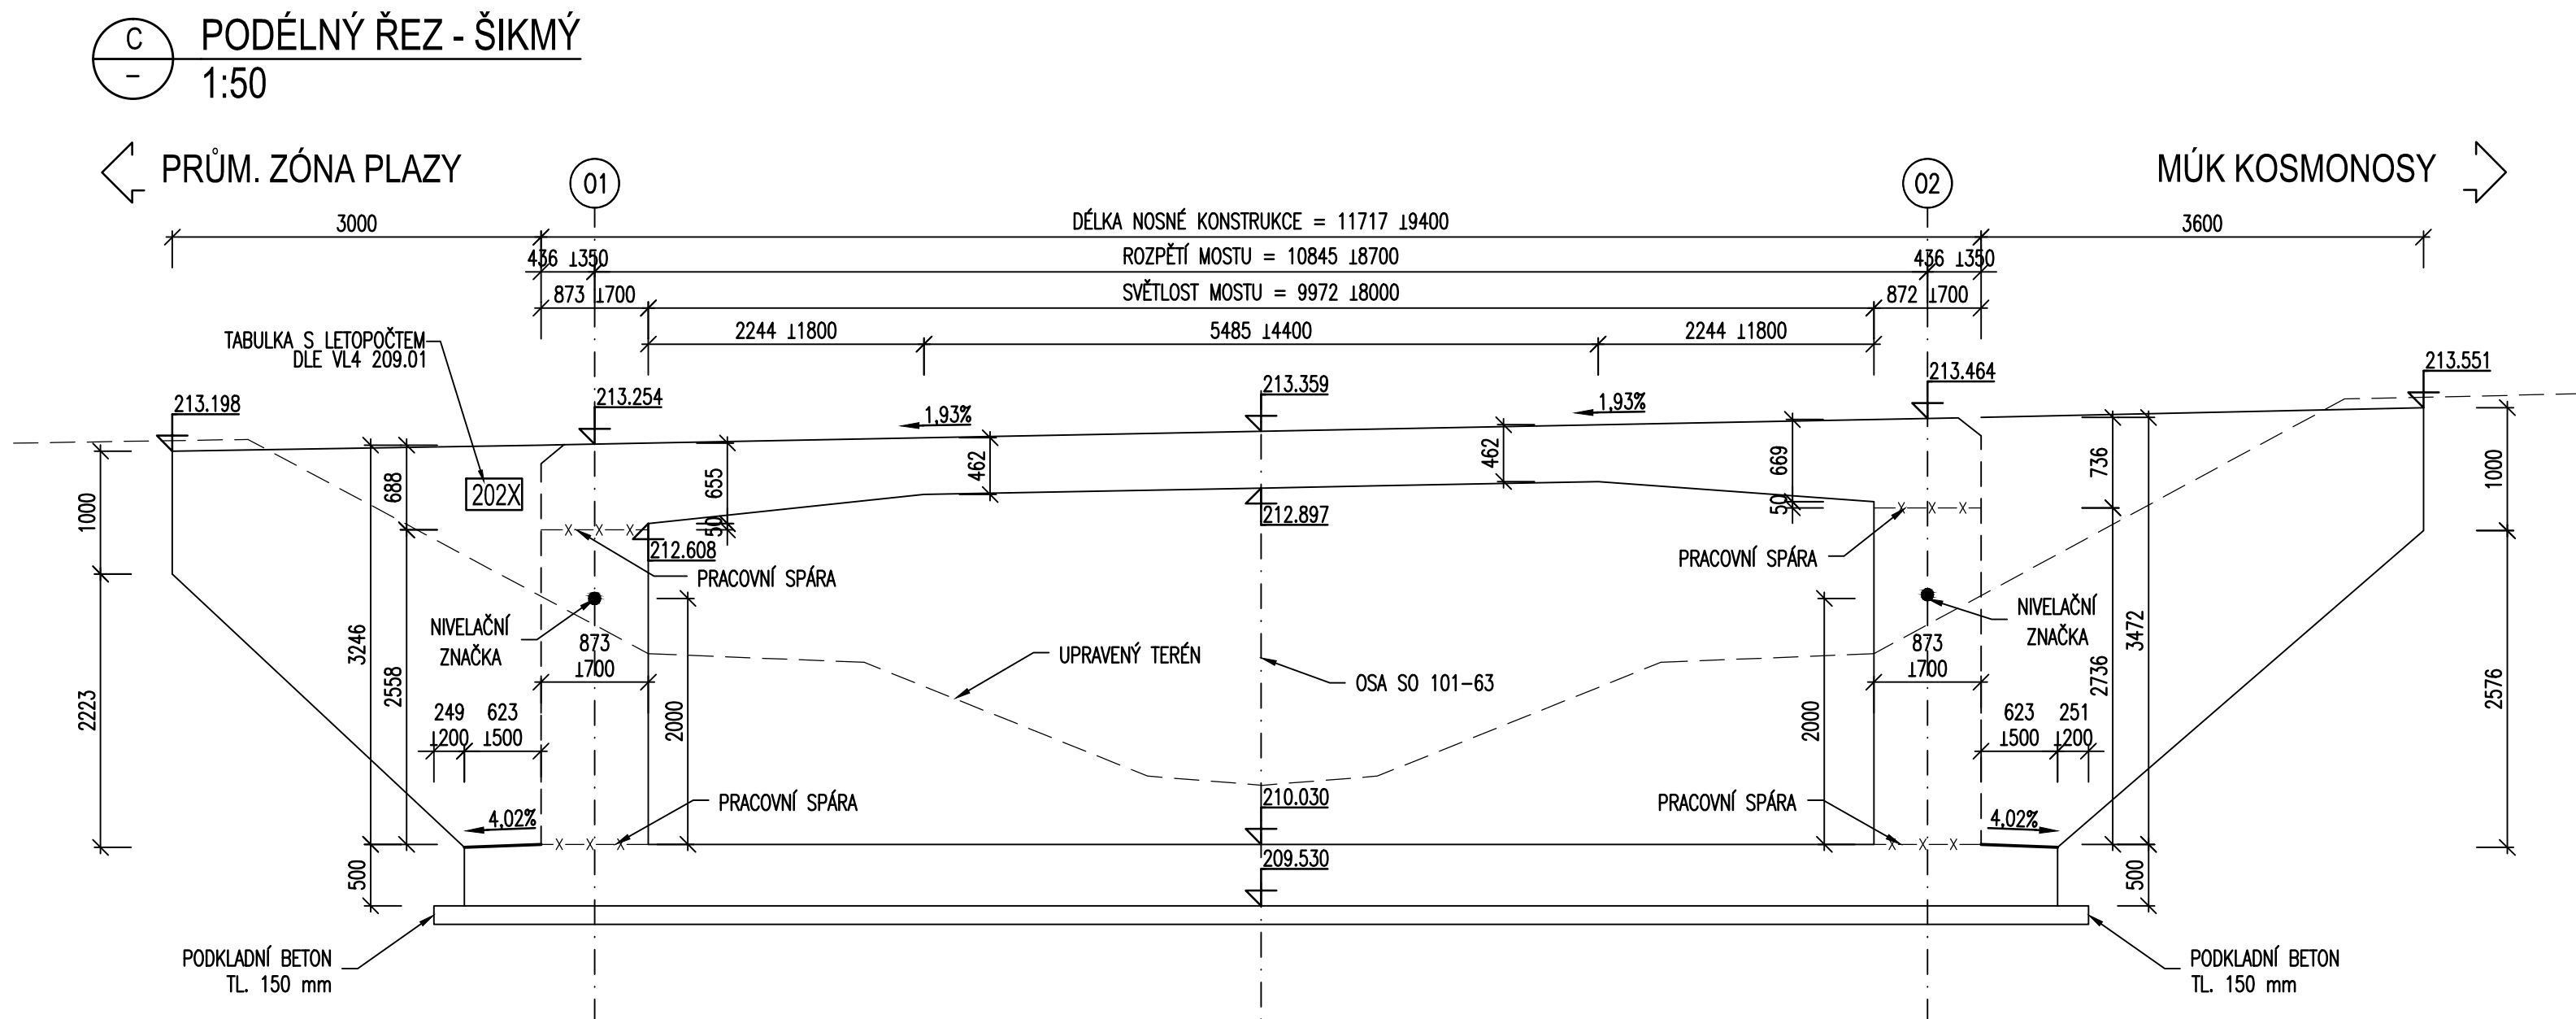 C
PODÉLNÝ ŘEZ - ŠIKMÝ
–
1:50
PRŮM. ZÓNA PLAZY
01
02
MÚK KOSMONOSY
3000
DÉLKA NOSNÉ KONSTRUKCE = 11717 ⊥9400
3600
436 ⊥350
ROZPĚTÍ MOSTU = 10845 ⊥8700
436 ⊥350
873 ⊥700
SVĚTLOST MOSTU = 9972 ⊥8000
872 ⊥700
2244 ⊥1800
5485 ⊥4400
2244 ⊥1800
TABULKA S LETOPOČTEM
DLE VL4 209.01
213.198
213.254
1,93%
213.359
1,93%
213.464
213.551
202X
1000
688
655
50
462
462
669
50
736
1000
212.897
212.608
PRACOVNÍ SPÁRA
PRACOVNÍ SPÁRA
NIVELAČNÍ
ZNAČKA
873
⊥700
NIVELAČNÍ
ZNAČKA
873
⊥700
UPRAVENÝ TERÉN
OSA SO 101-63
2223
3246
2558
2000
2000
2736
3472
2576
249
⊥200
623
⊥500
623
⊥500
251
⊥200
4,02%
PRACOVNÍ SPÁRA
210.030
PRACOVNÍ SPÁRA
4,02%
500
209.530
500
PODKLADNÍ BETON
TL. 150 mm
PODKLADNÍ BETON
TL. 150 mm